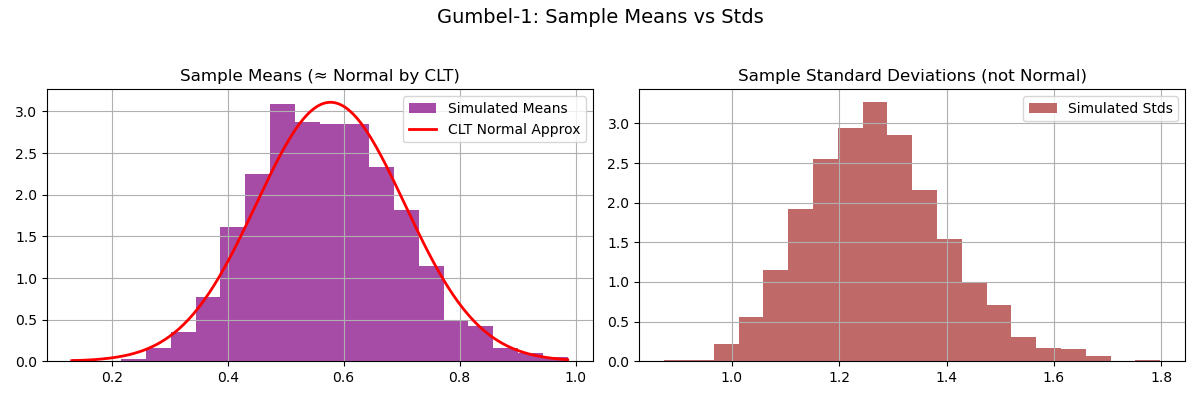 Gumbel-1: Sample Means vs Stds
Sample Means (≈ Normal by CLT)
Simulated Means
CLT Normal Approx
3.0
2.5
2.0
1.5
1.0
0.5
0.0
0.2 0.4 0.6 0.8 1.0
Sample Standard Deviations (not Normal)
Simulated Stds
3.0
2.5
2.0
1.5
1.0
0.5
0.0
1.0 1.2 1.4 1.6 1.8